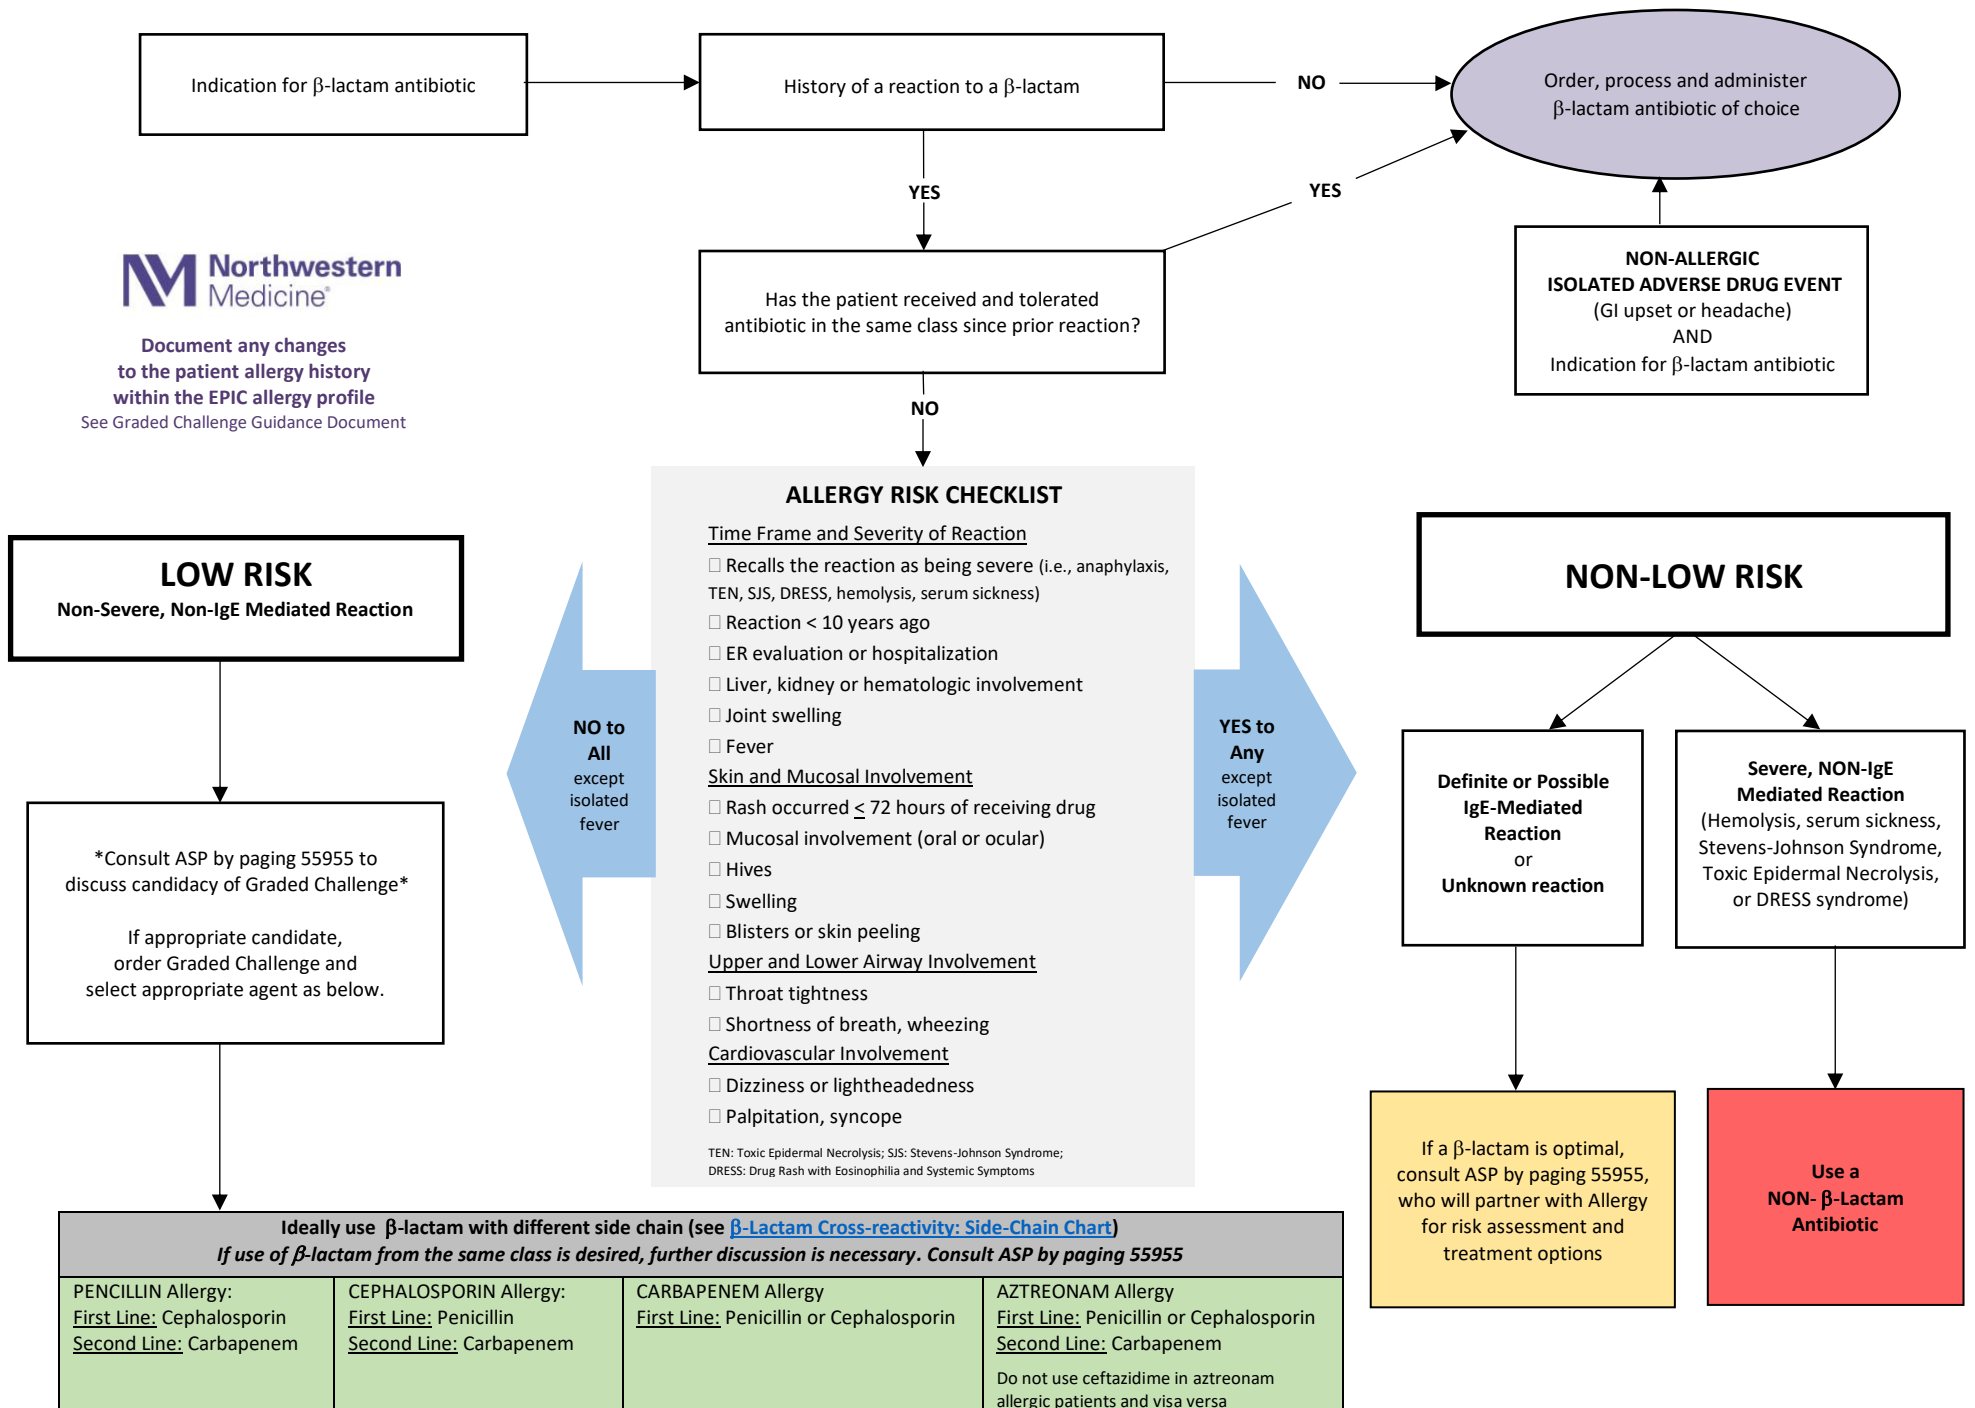 Indication for β-lactam antibiotic
History of a reaction to a β-lactam
NO
Order, process and administer
β-lactam antibiotic of choice
YES
YES
NON-ALLERGIC
ISOLATED ADVERSE DRUG EVENT
(GI upset or headache)
AND
Indication for β-lactam antibiotic
Northwestern
Medicine®
Document any changes
to the patient allergy history
within the EPIC allergy profile
See Graded Challenge Guidance Document
Has the patient received and tolerated
antibiotic in the same class since prior reaction?
NO
LOW RISK
Non-Severe, Non-IgE Mediated Reaction
*Consult ASP by paging 55955 to
discuss candidacy of Graded Challenge*
If appropriate candidate,
order Graded Challenge and
select appropriate agent as below.
NO to
All
except
isolated
fever
ALLERGY RISK CHECKLIST
Time Frame and Severity of Reaction
☐ Recalls the reaction as being severe (i.e., anaphylaxis,
TEN, SJS, DRESS, hemolysis, serum sickness)
☐ Reaction < 10 years ago
☐ ER evaluation or hospitalization
☐ Liver, kidney or hematologic involvement
☐ Joint swelling
☐ Fever
Skin and Mucosal Involvement
☐ Rash occurred ≤ 72 hours of receiving drug
☐ Mucosal involvement (oral or ocular)
☐ Hives
☐ Swelling
☐ Blisters or skin peeling
Upper and Lower Airway Involvement
☐ Throat tightness
☐ Shortness of breath, wheezing
Cardiovascular Involvement
☐ Dizziness or lightheadedness
☐ Palpitation, syncope
TEN: Toxic Epidermal Necrolysis; SJS: Stevens-Johnson Syndrome;
DRESS: Drug Rash with Eosinophilia and Systemic Symptoms
YES to
Any
except
isolated
fever
NON-LOW RISK
Definite or Possible
IgE-Mediated
Reaction
or
Unknown reaction
Severe, NON-IgE
Mediated Reaction
(Hemolysis, serum sickness,
Stevens-Johnson Syndrome,
Toxic Epidermal Necrolysis,
or DRESS syndrome)
If a β-lactam is optimal,
consult ASP by paging 55955,
who will partner with Allergy
for risk assessment and
treatment options
Use a
NON- β-Lactam
Antibiotic
Ideally use β-lactam with different side chain (see β-Lactam Cross-reactivity: Side-Chain Chart)
If use of β-lactam from the same class is desired, further discussion is necessary. Consult ASP by paging 55955
PENCILLIN Allergy:
First Line: Cephalosporin
Second Line: Carbapenem
CEPHALOSPORIN Allergy:
First Line: Penicillin
Second Line: Carbapenem
CARBAPENEM Allergy
First Line: Penicillin or Cephalosporin
AZTREONAM Allergy
First Line: Penicillin or Cephalosporin
Second Line: Carbapenem
Do not use ceftazidime in aztreonam
allergic patients and visa versa